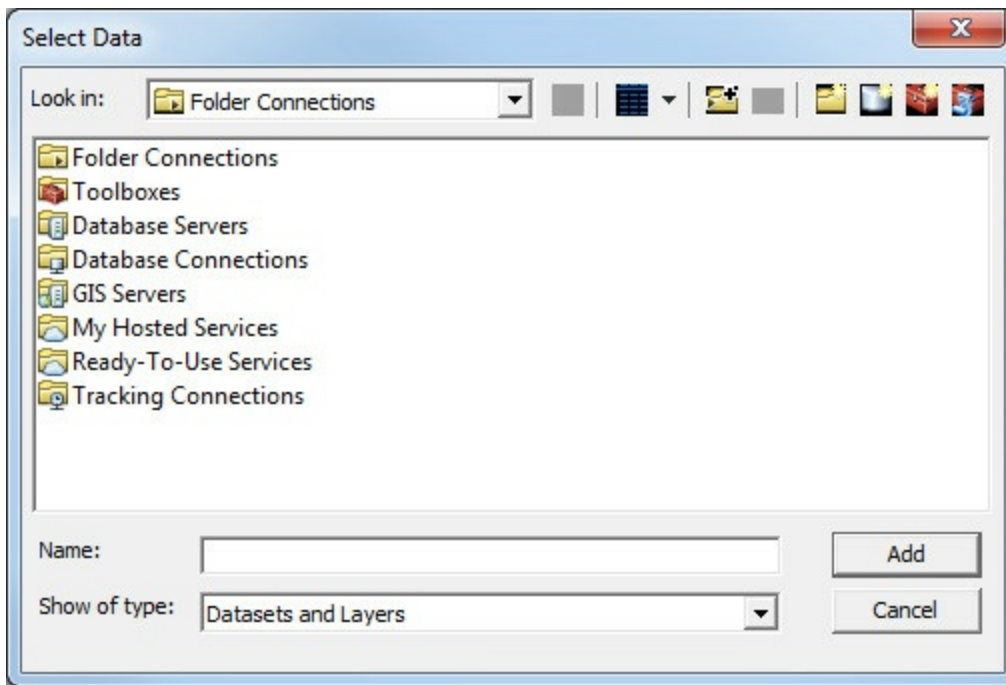 Select Data
Look in: Folder Connections
Folder Connections
Toolboxes
Database Servers
Database Connections
GIS Servers
My Hosted Services
Ready-To-Use Services
Tracking Connections
Name: Add
Show of type: Datasets and Layers Cancel